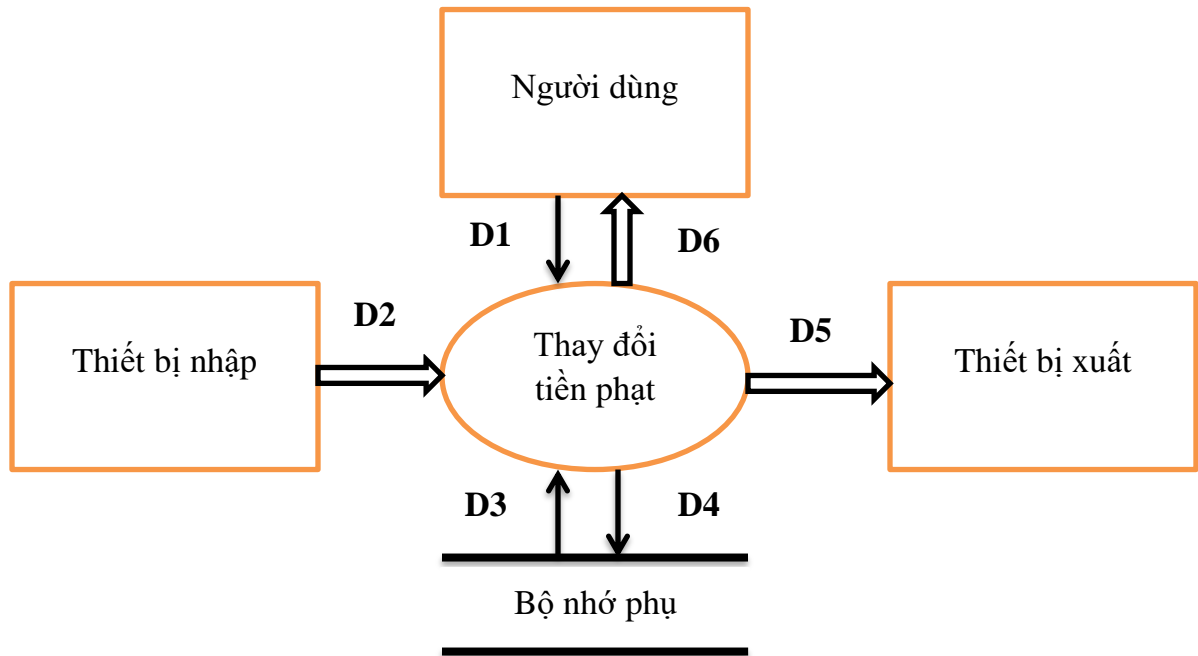 Người dùng
D1
D6
Thiết bị nhập
D2
Thay đổi
tiền phạt
D5
Thiết bị xuất
D3
D4
Bộ nhớ phụ